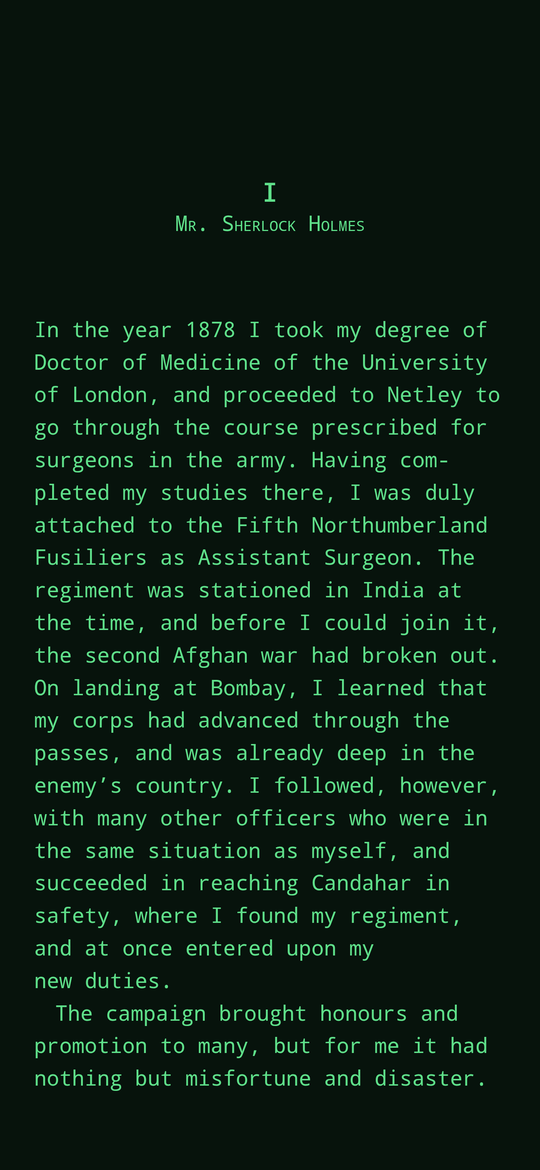 I
Mr. Sherlock Holmes
In the year 1878 I took my degree of
Doctor of Medicine of the University
of London, and proceeded to Netley to
go through the course prescribed for
surgeons in the army. Having com-
pleted my studies there, I was duly
attached to the Fifth Northumberland
Fusiliers as Assistant Surgeon. The
regiment was stationed in India at
the time, and before I could join it,
the second Afghan war had broken out.
On landing at Bombay, I learned that
my corps had advanced through the
passes, and was already deep in the
enemy’s country. I followed, however,
with many other officers who were in
the same situation as myself, and
succeeded in reaching Candahar in
safety, where I found my regiment,
and at once entered upon my
new duties.
The campaign brought honours and
promotion to many, but for me it had
nothing but misfortune and disaster.